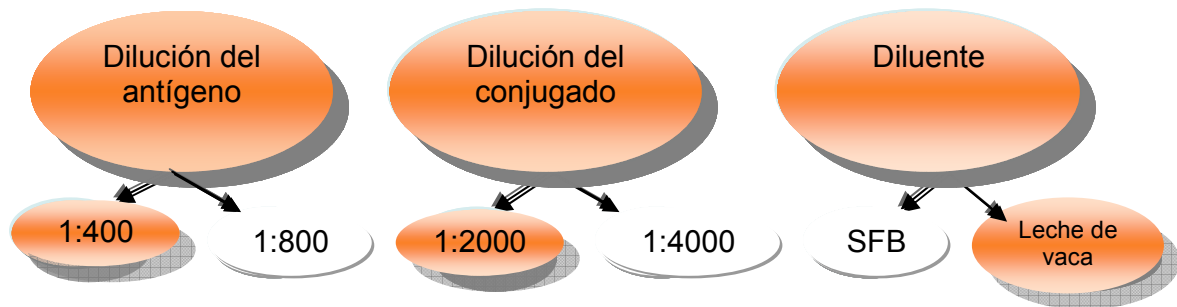 Dilución del
antígeno
Dilución del
conjugado
Diluente
1:400
1:800
1:2000
1:4000
SFB
Leche de
vaca